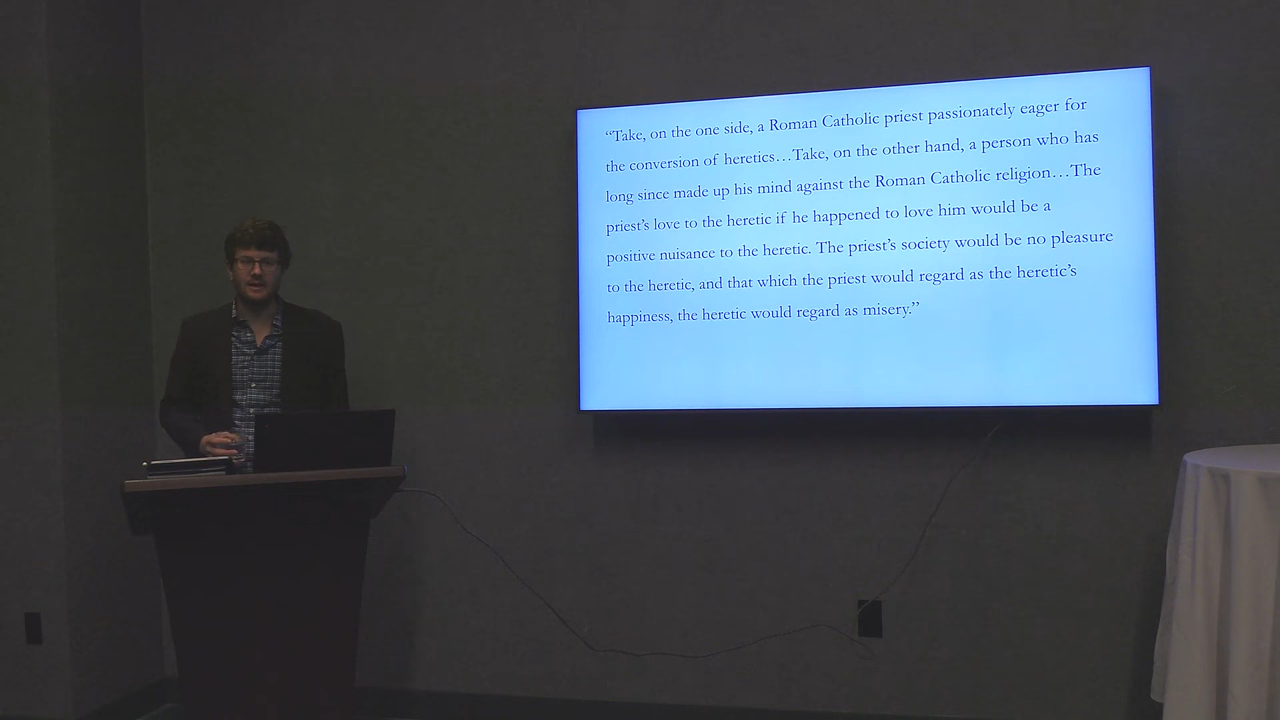 “Take, on the one side, a Roman Catholic priest passionately eager for
the conversion of heretics…Take, on the other hand, a person who has
long since made up his mind against the Roman Catholic religion…The
priest’s love to the heretic if he happened to love him would be a
positive nuisance to the heretic. The priest’s society would be no pleasure
to the heretic, and that which the priest would regard as the heretic’s
happiness, the heretic would regard as misery.”